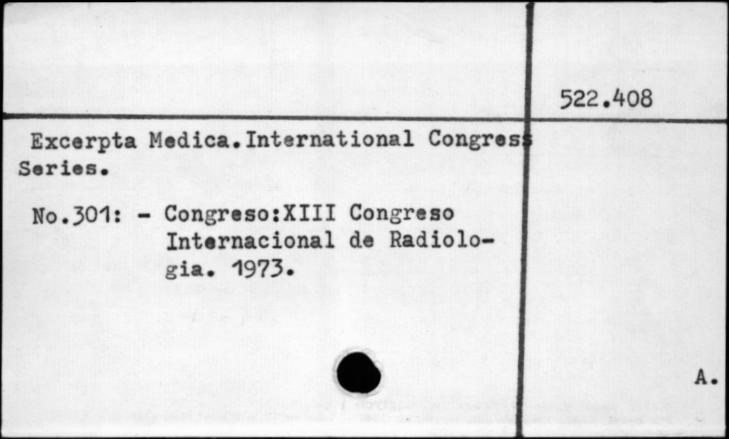 522.408
Excerpta Medica.International Congress
Series.
No.301: - Congreso:XIII Congreso
Internacional de Radiolo-
gia. 1973.
A.